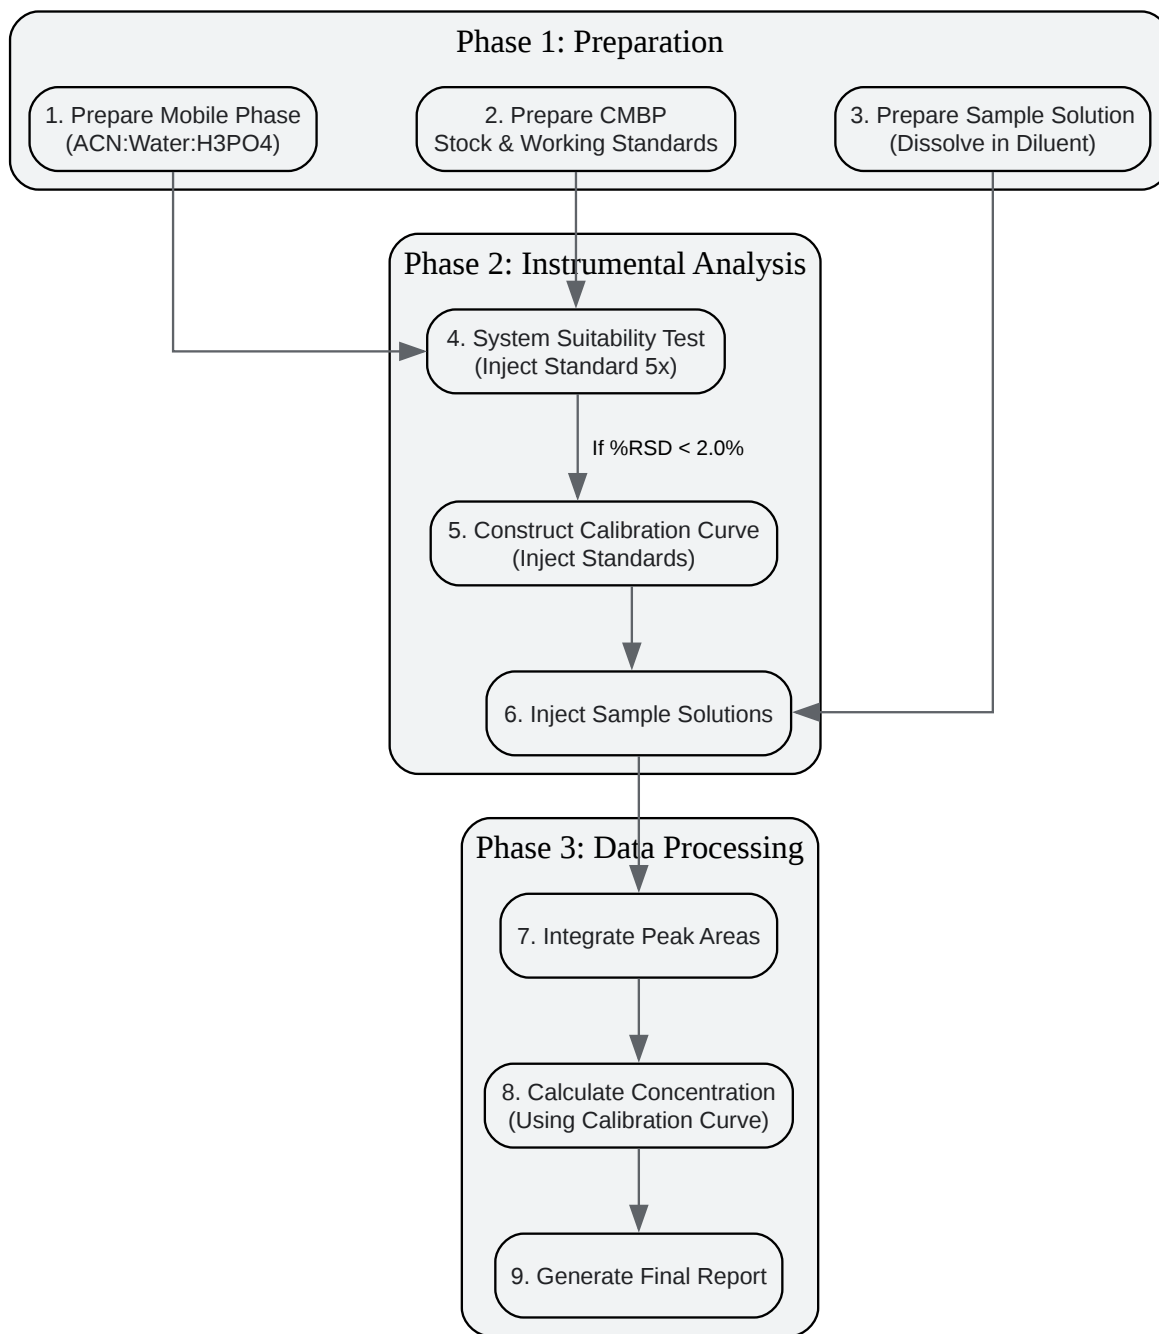 Phase 1: Preparation
1. Prepare Mobile Phase
(ACN:Water:H3PO4)
2. Prepare CMBP
Stock & Working Standards
3. Prepare Sample Solution
(Dissolve in Diluent)
Phase 2: Instrumental Analysis
4. System Suitability Test
(Inject Standard 5x)
If %RSD < 2.0%
5. Construct Calibration Curve
(Inject Standards)
6. Inject Sample Solutions
Phase 3: Data Processing
7. Integrate Peak Areas
8. Calculate Concentration
(Using Calibration Curve)
9. Generate Final Report